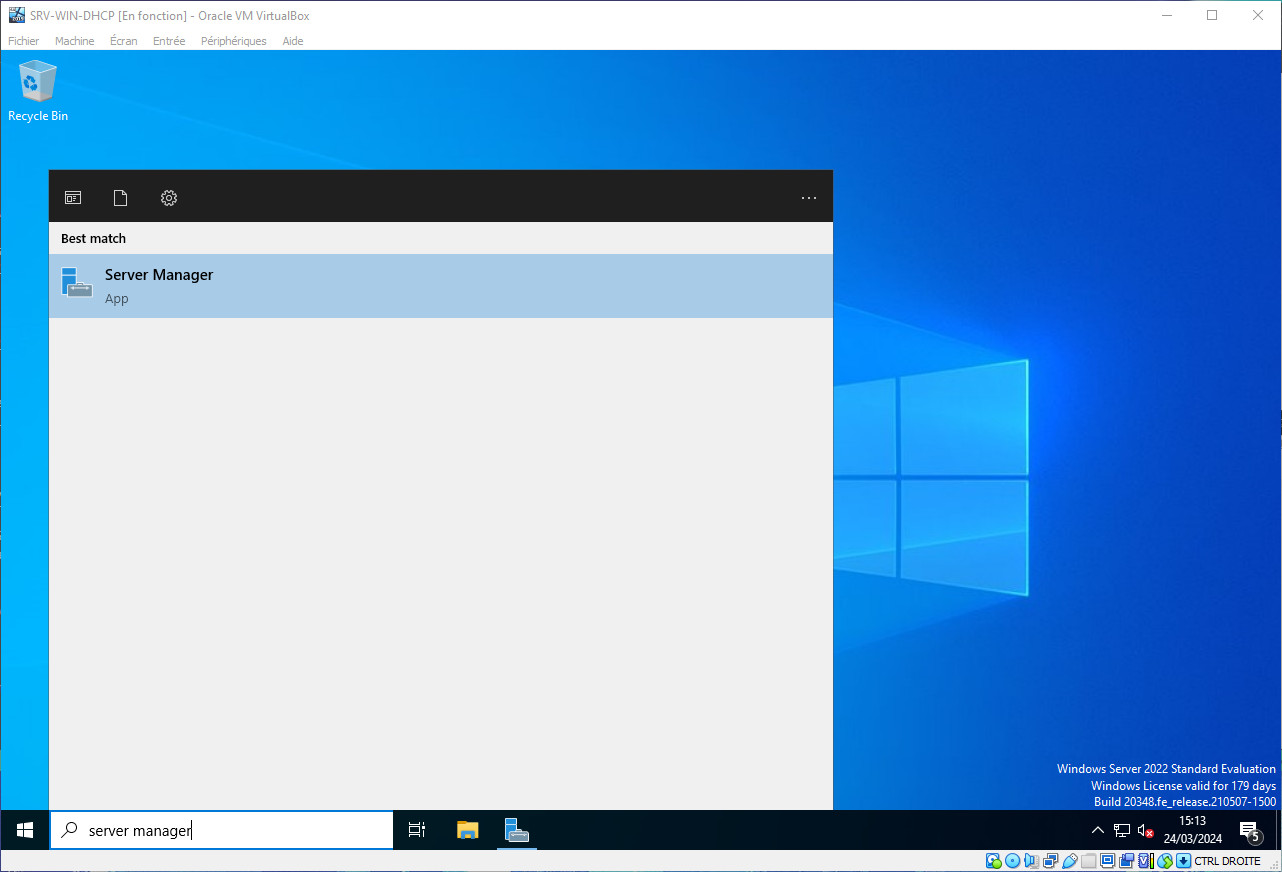 SRV-WIN-DHCP [En fonction] - Oracle VM VirtualBox
Fichier Machine Écran Entrée Périphériques Aide
Recycle Bin
Best match
Server Manager
App
Windows Server 2022 Standard Evaluation
Windows License valid for 179 days
Build 20348.fe_release.210507-1500
server manager
15:13
24/03/2024
5
CTRL DROITE